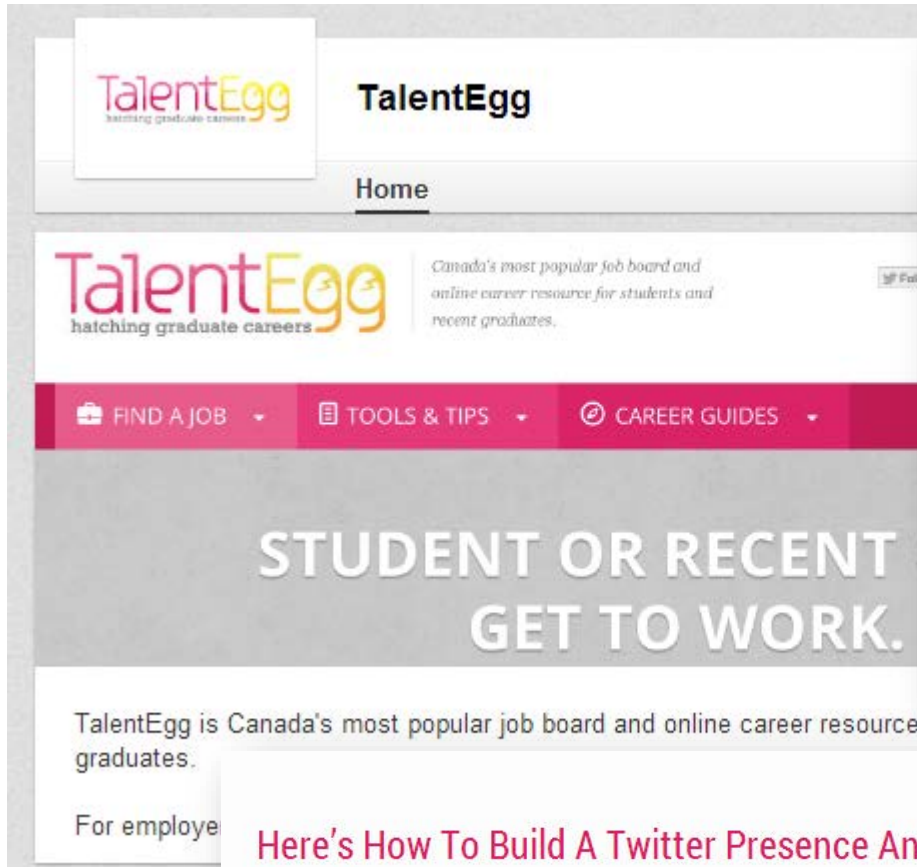 TalentEgg
hatching graduate careers
TalentEgg
Home
TalentEgg
hatching graduate careers
Canada's most popular job board and
online career resource for students and
recent graduates.
FIND A JOB
TOOLS & TIPS
CAREER GUIDES
STUDENT OR RECENT
GET TO WORK.
TalentEgg is Canada's most popular job board and online career resource
graduates.
For employe
Here's How To Build A Twitter Presence An